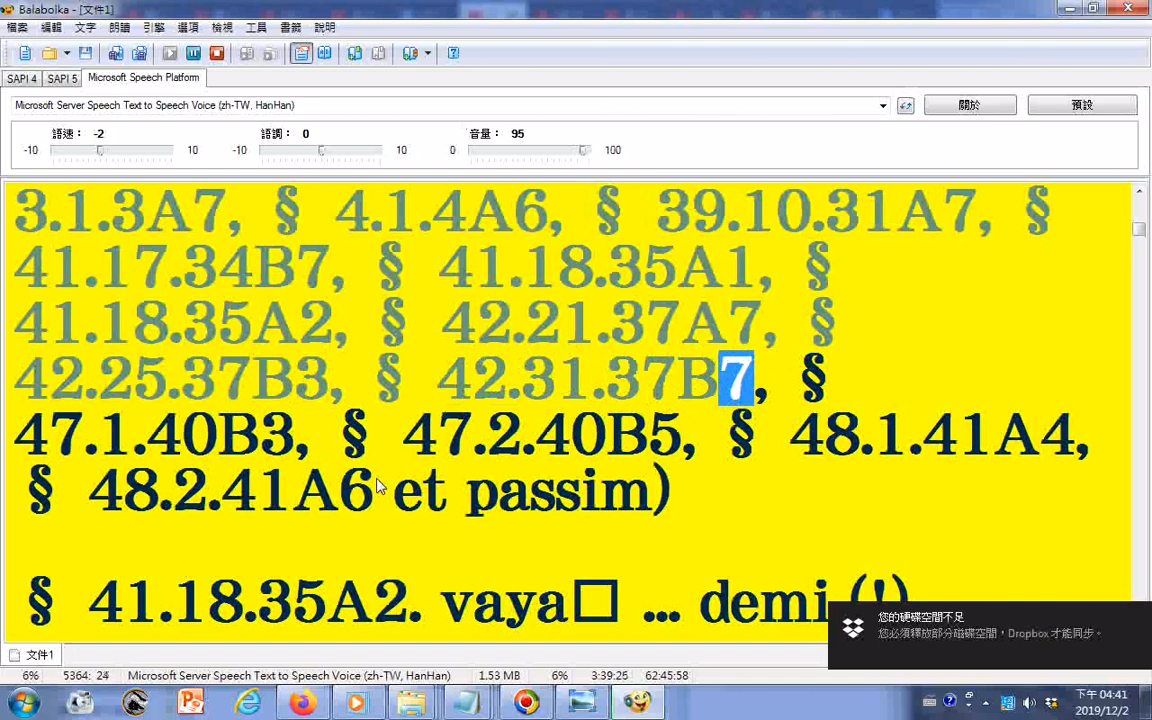 Balabolka - [文件1]
檔案 編輯 文字 朗讀 引擎 選項 檢視 工具 書籤 說明
SAPI 4 SAPI 5 Microsoft Speech Platform
Microsoft Server Speech Text to Speech Voice (zh-TW, HanHan) 關於 預設
語速： -2 語調： 0 音量： 95
-10 10 -10 10 0 100
3.1.3A7, § 4.1.4A6, § 39.10.31A7, §
41.17.34B7, § 41.18.35A1, §
41.18.35A2, § 42.21.37A7, §
42.25.37B3, § 42.31.37B7, §
47.1.40B3, § 47.2.40B5, § 48.1.41A4,
§ 48.2.41A6 et passim)
§ 41.18.35A2. vaya□ ... demi (!)
您的硬碟空間不足
您必須釋放部分磁碟空間，Dropbox 才能同步。
文件1
6% 5364: 24 Microsoft Server Speech Text to Speech Voice (zh-TW, HanHan) 1.53 MB 6% 3:39:25 62:45:58
下午 04:41
2019/12/2